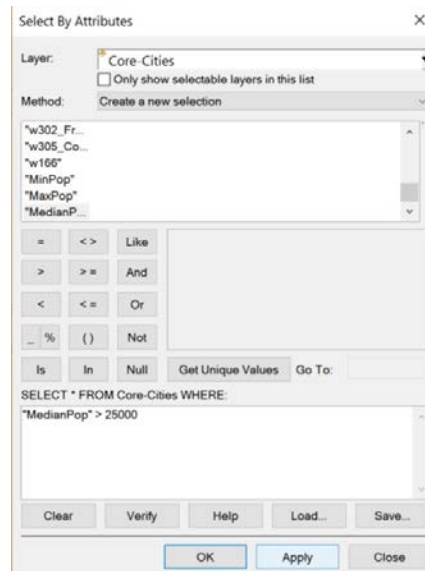 Select By Attributes
Layer: Core-Cities
Only show selectable layers in this list
Method: Create a new selection
"w302_Fr...
"w305_Co...
"w166"
"MinPop"
"MaxPop"
"MedianP...
= < > Like
> > = And
< < = Or
_ % ( ) Not
Is In Null Get Unique Values Go To:
SELECT * FROM Core-Cities WHERE:
"MedianPop" > 25000
Clear Verify Help Load... Save...
OK Apply Close